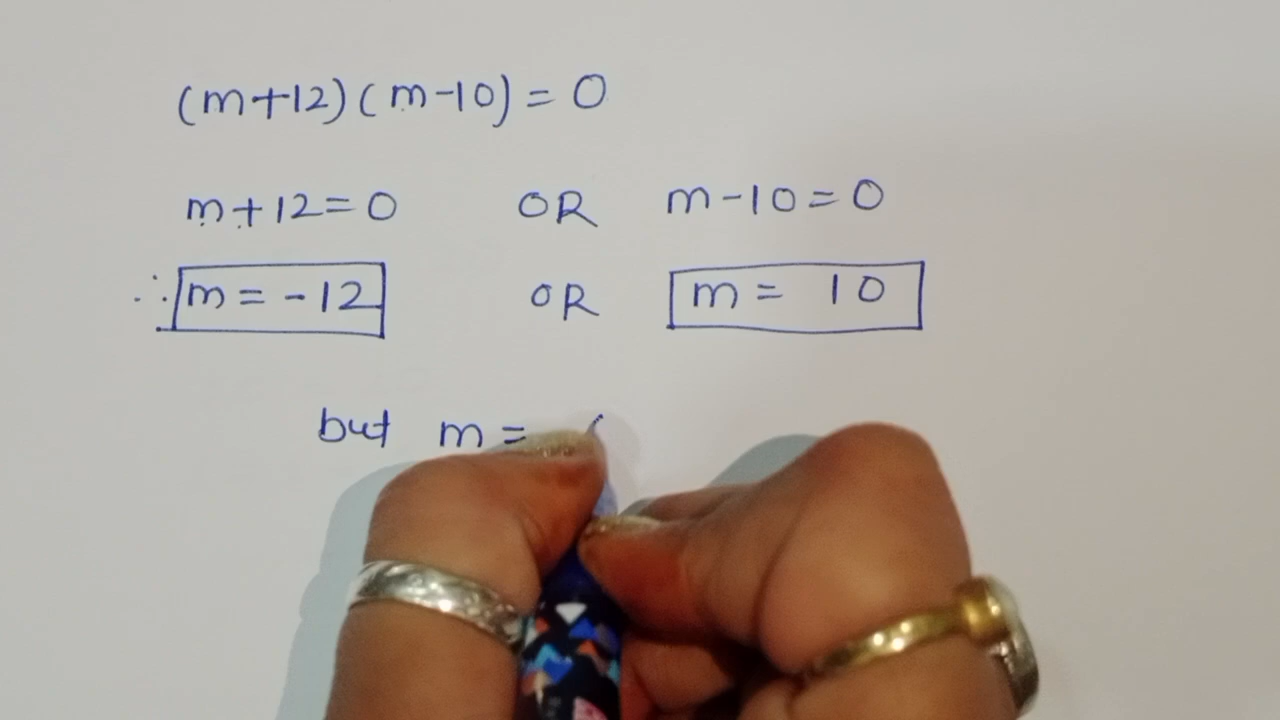 (m+12)(m-10)=0
m+12=0 OR m-10=0
∴ m = -12 OR m = 10
but m =